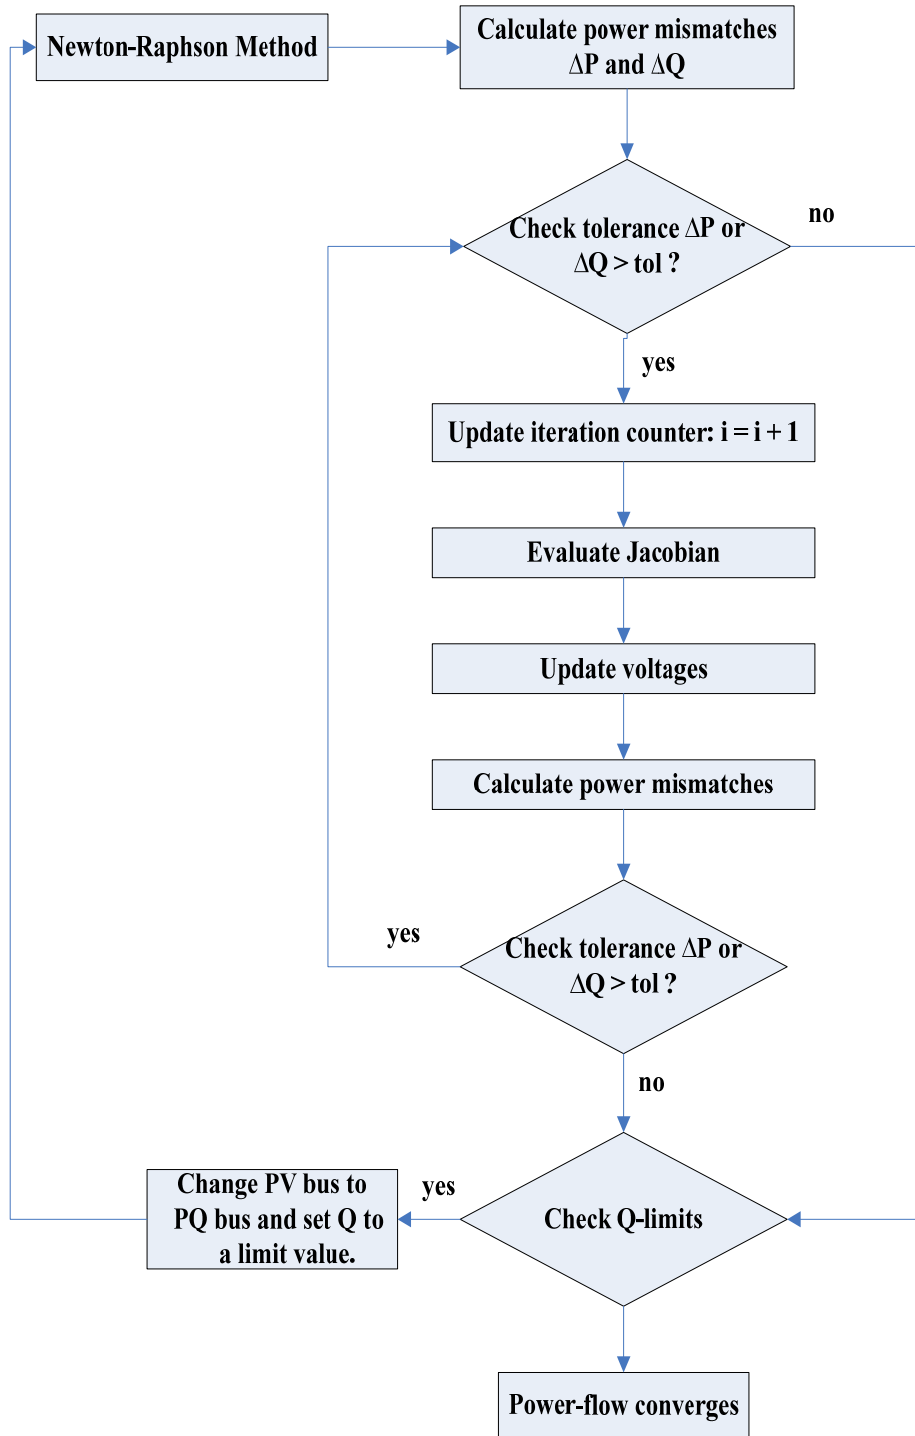 Newton-Raphson Method
Calculate power mismatches
ΔP and ΔQ
Check tolerance ΔP or
ΔQ > tol ?
no
yes
Update iteration counter: i = i + 1
Evaluate Jacobian
Update voltages
Calculate power mismatches
Check tolerance ΔP or
ΔQ > tol ?
yes
no
Check Q-limits
yes
Change PV bus to
PQ bus and set Q to
a limit value.
Power-flow converges